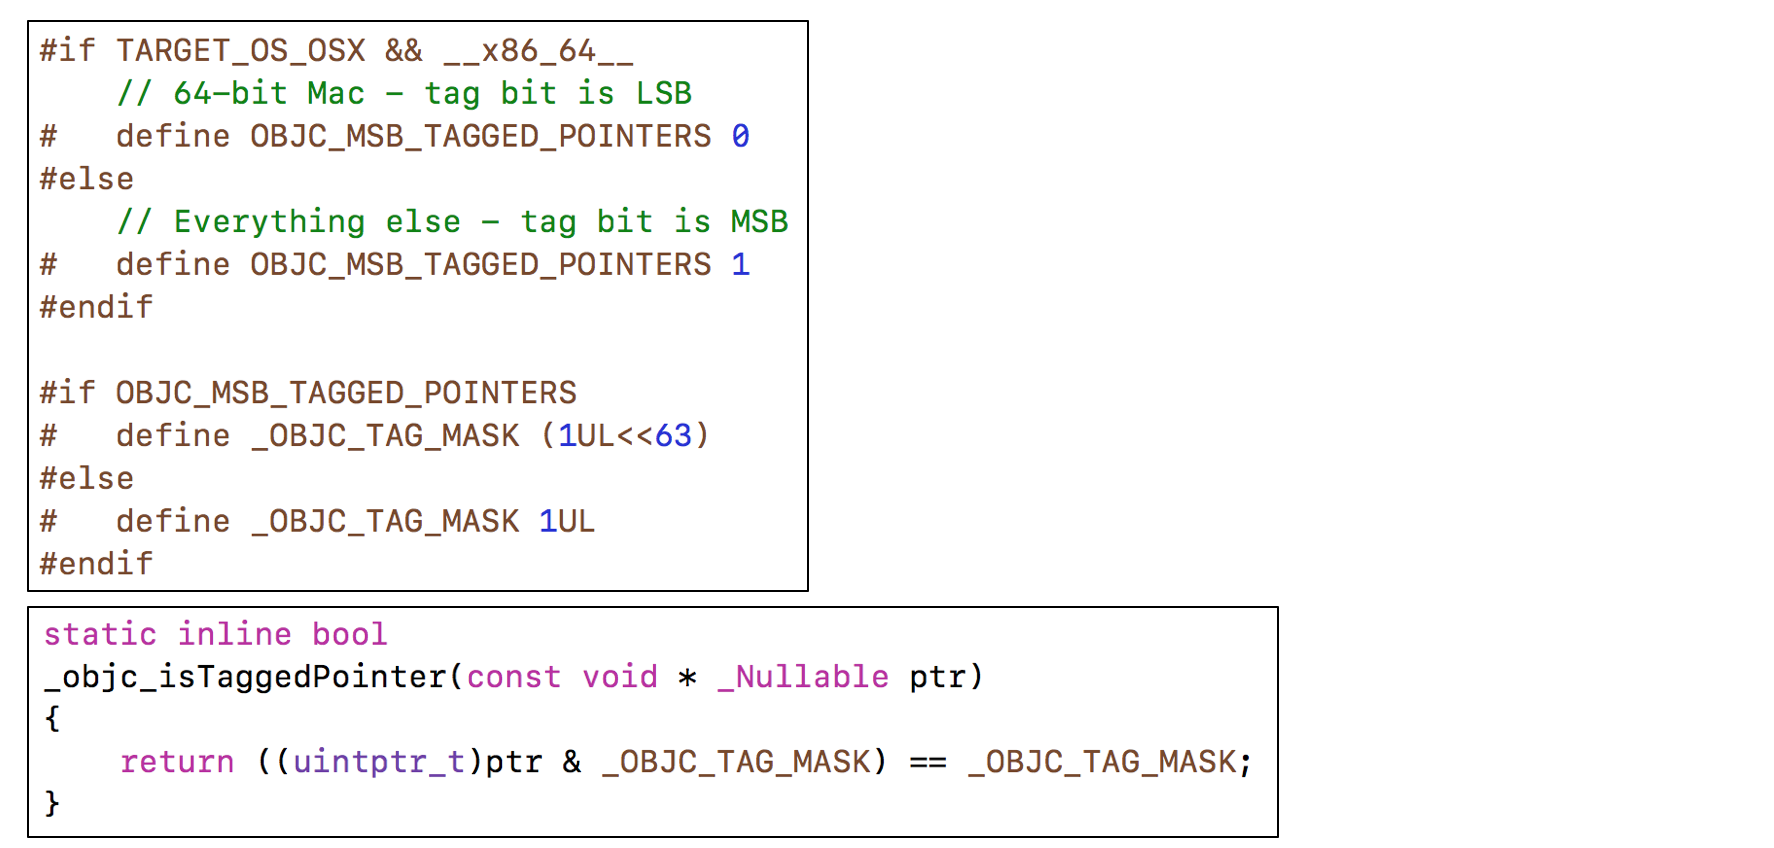 #if TARGET_OS_OSX && __x86_64__
    // 64-bit Mac - tag bit is LSB
#   define OBJC_MSB_TAGGED_POINTERS 0
#else
    // Everything else - tag bit is MSB
#   define OBJC_MSB_TAGGED_POINTERS 1
#endif

#if OBJC_MSB_TAGGED_POINTERS
#   define _OBJC_TAG_MASK (1UL<<63)
#else
#   define _OBJC_TAG_MASK 1UL
#endif
static inline bool
_objc_isTaggedPointer(const void * _Nullable ptr)
{
    return ((uintptr_t)ptr & _OBJC_TAG_MASK) == _OBJC_TAG_MASK;
}